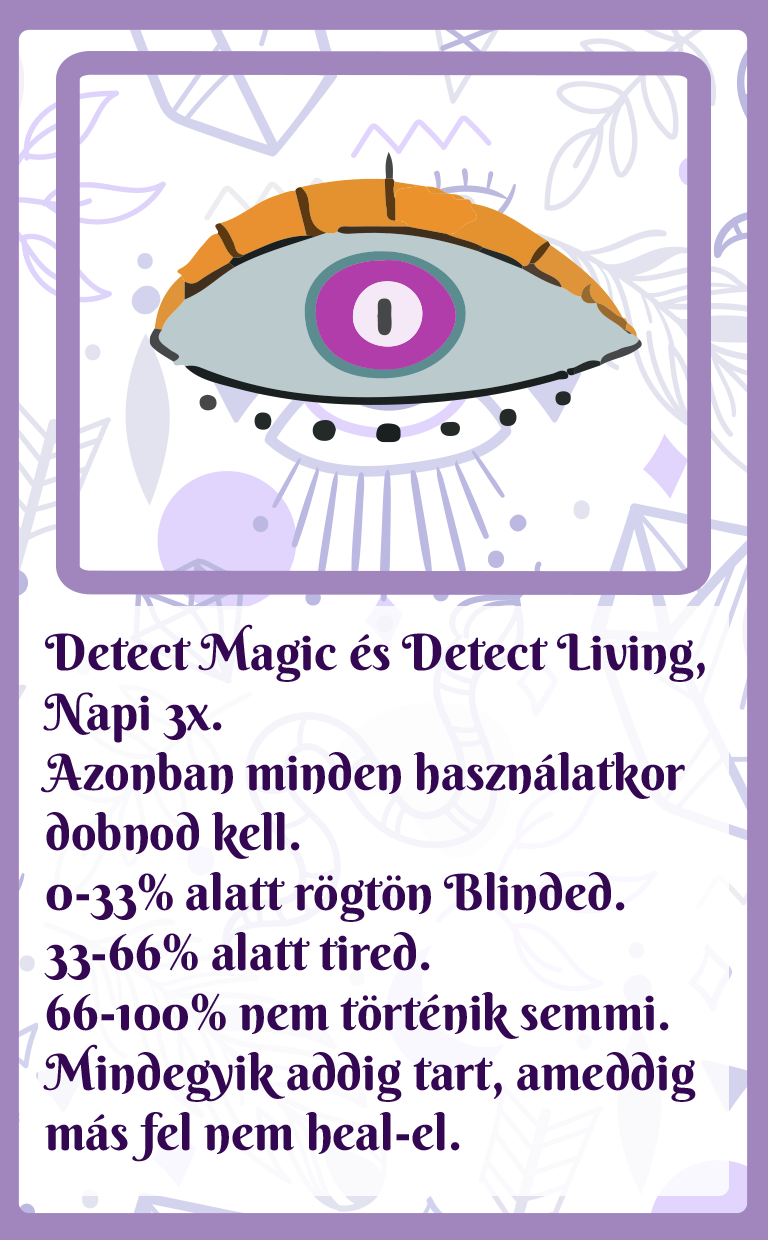 Detect Magic és Detect Living,
Napi 3x.
Azonban minden használatkor
dobnod kell.
0-33% alatt rögtön Blinded.
33-66% alatt tired.
66-100% nem történik semmi.
Mindegyik addig tart, ameddig
más fel nem heal-el.